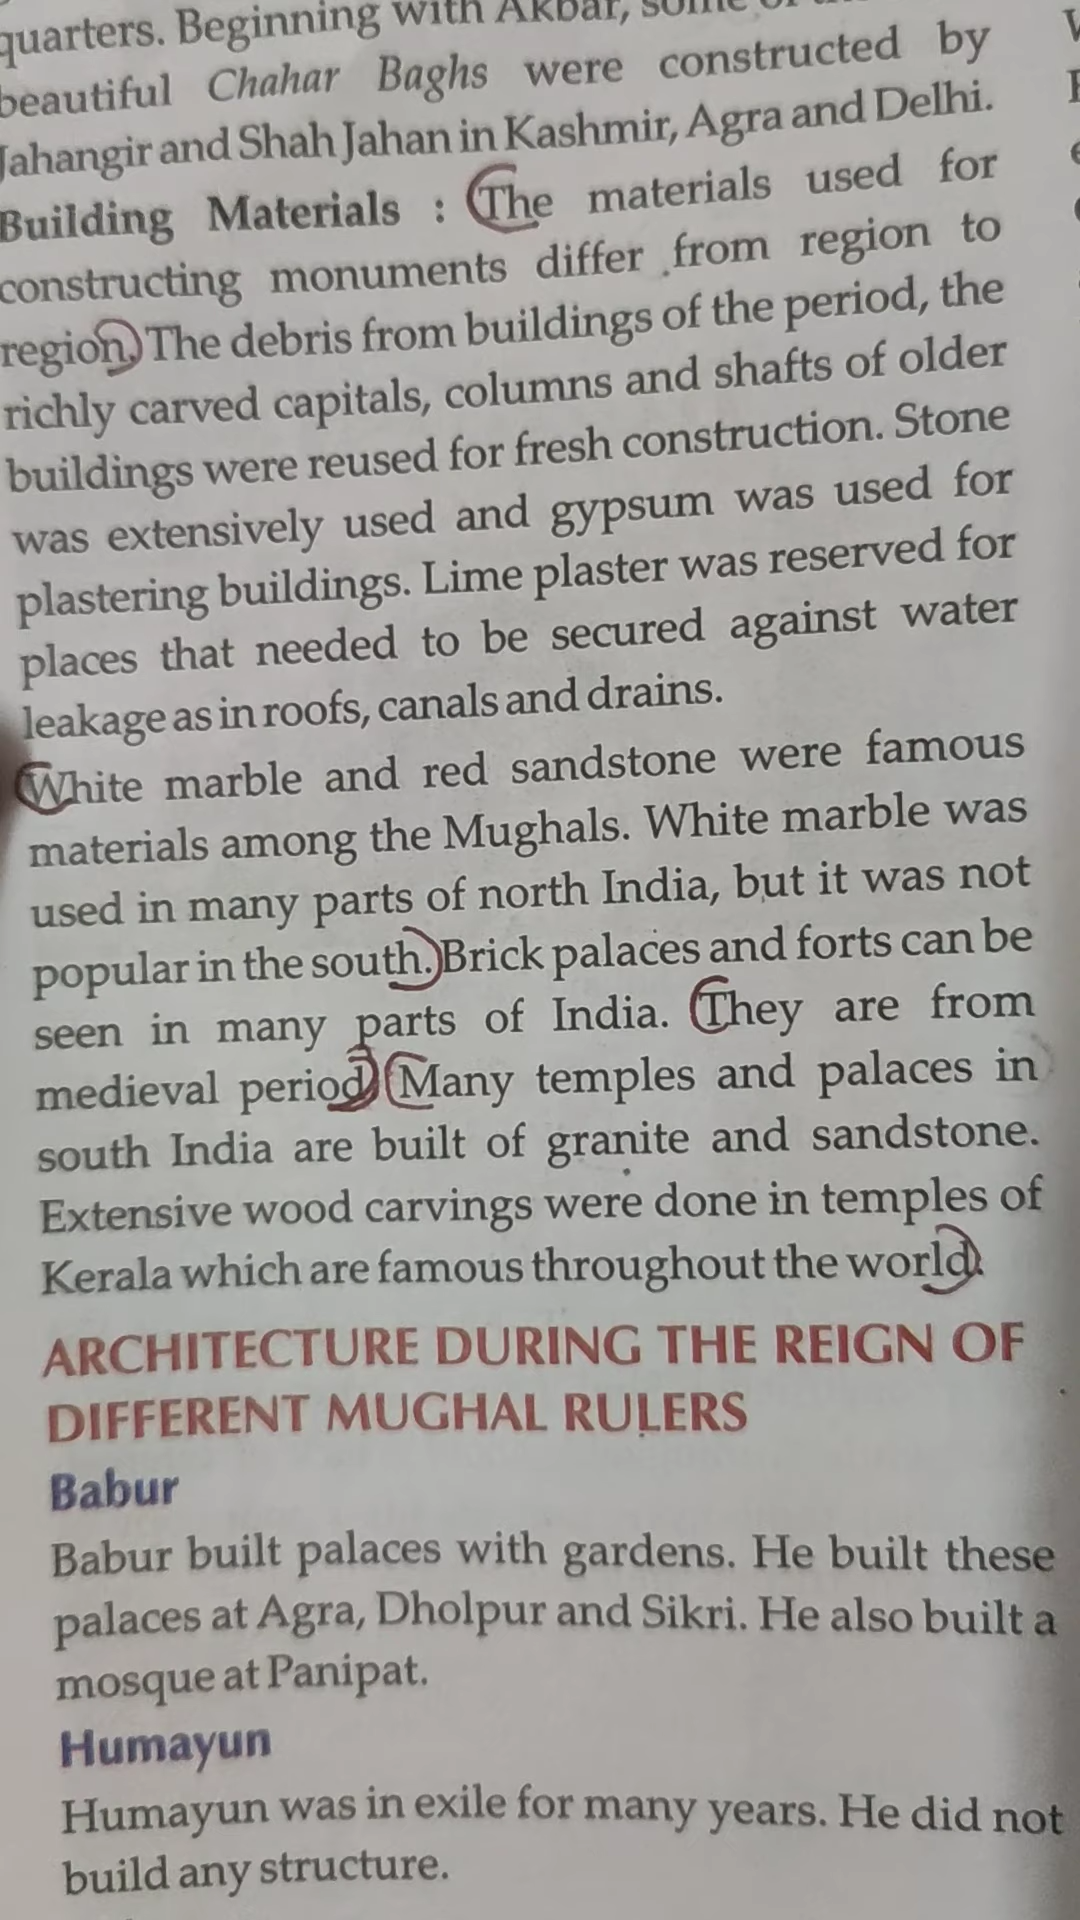 quarters. Beginning with Akbar, some of
beautiful Chahar Baghs were constructed by
Jahangir and Shah Jahan in Kashmir, Agra and Delhi.
Building Materials : The materials used for
constructing monuments differ from region to
region. The debris from buildings of the period, the
richly carved capitals, columns and shafts of older
buildings were reused for fresh construction. Stone
was extensively used and gypsum was used for
plastering buildings. Lime plaster was reserved for
places that needed to be secured against water
leakage as in roofs, canals and drains.
White marble and red sandstone were famous
materials among the Mughals. White marble was
used in many parts of north India, but it was not
popular in the south. Brick palaces and forts can be
seen in many parts of India. They are from
medieval period. Many temples and palaces in
south India are built of granite and sandstone.
Extensive wood carvings were done in temples of
Kerala which are famous throughout the world.
ARCHITECTURE DURING THE REIGN OF
DIFFERENT MUGHAL RULERS
Babur
Babur built palaces with gardens. He built these
palaces at Agra, Dholpur and Sikri. He also built a
mosque at Panipat.
Humayun
Humayun was in exile for many years. He did not
build any structure.